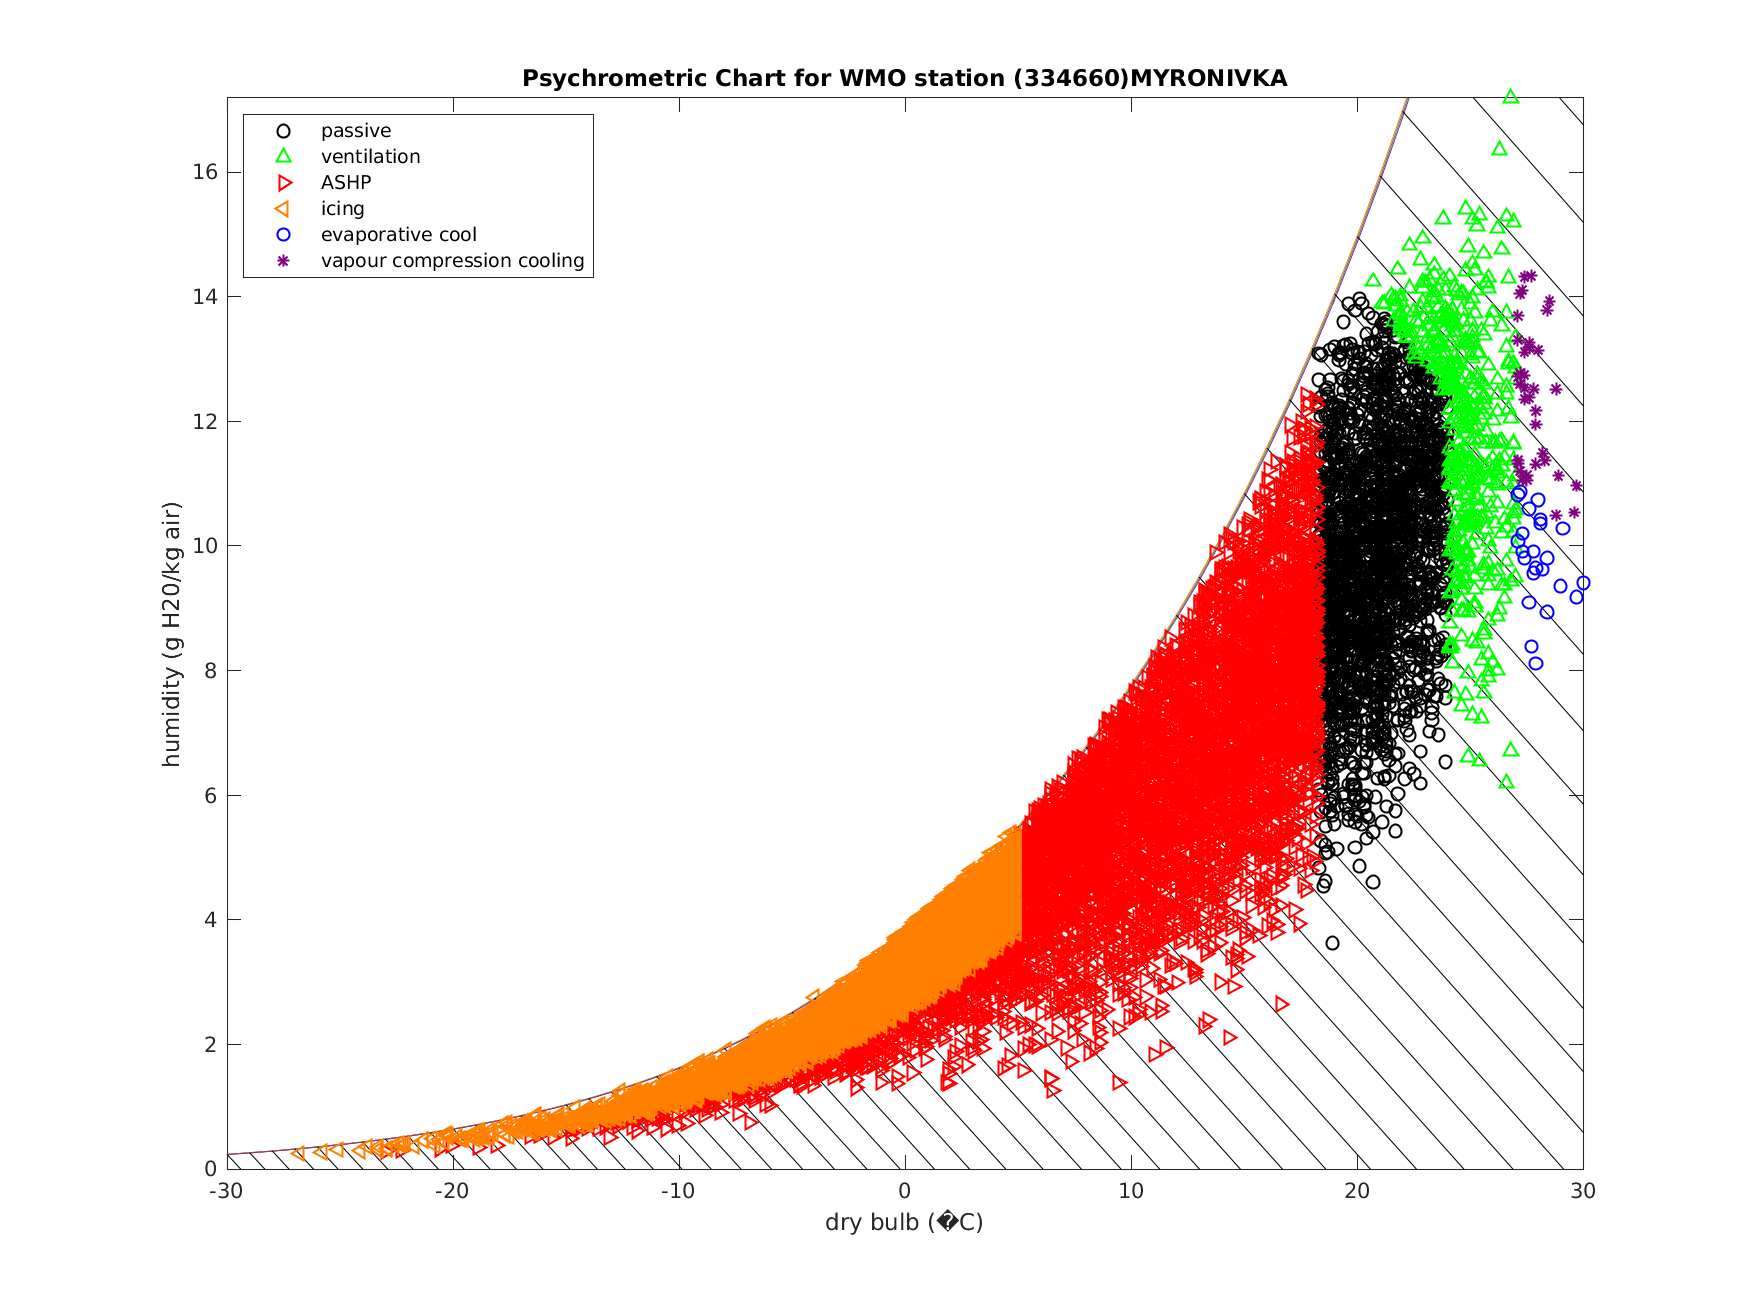 Psychrometric Chart for WMO station (334660)MYRONIVKA
passive
ventilation
ASHP
icing
evaporative cool
vapour compression cooling
humidity (g H20/kg air)
16
14
12
10
8
6
4
2
0
-30 -20 -10 0 10 20 30
dry bulb (�C)